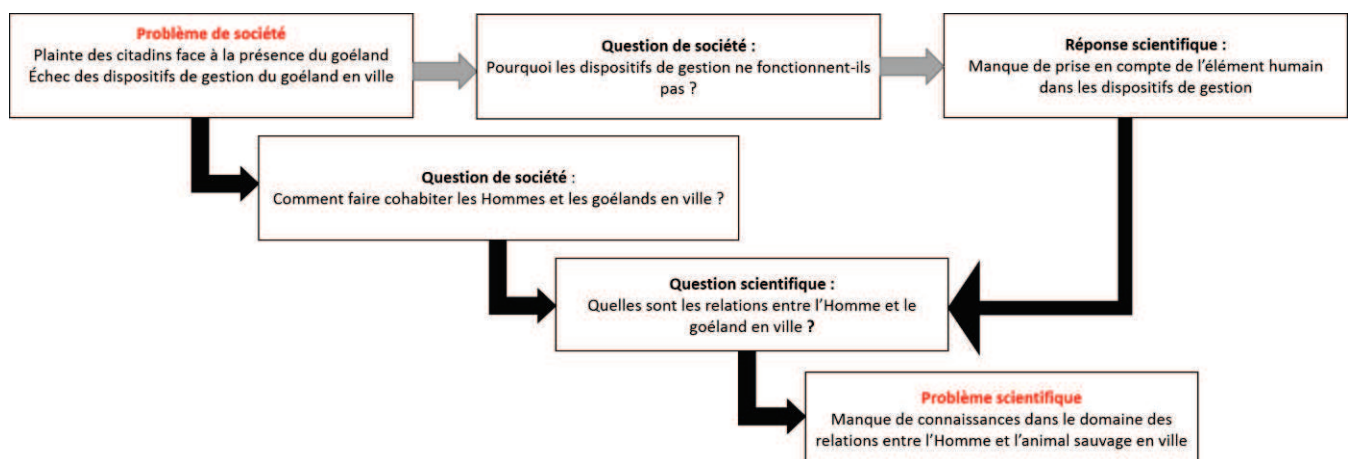 Problème de société
Plainte des citadins face à la présence du goéland
Échec des dispositifs de gestion du goéland en ville
Question de société :
Pourquoi les dispositifs de gestion ne fonctionnent-ils
pas ?
Réponse scientifique :
Manque de prise en compte de l'élément humain
dans les dispositifs de gestion
Question de société :
Comment faire cohabiter les Hommes et les goélands en ville ?
Question scientifique :
Quelles sont les relations entre l'Homme et le
goéland en ville ?
Problème scientifique
Manque de connaissances dans le domaine des
relations entre l'Homme et l'animal sauvage en ville